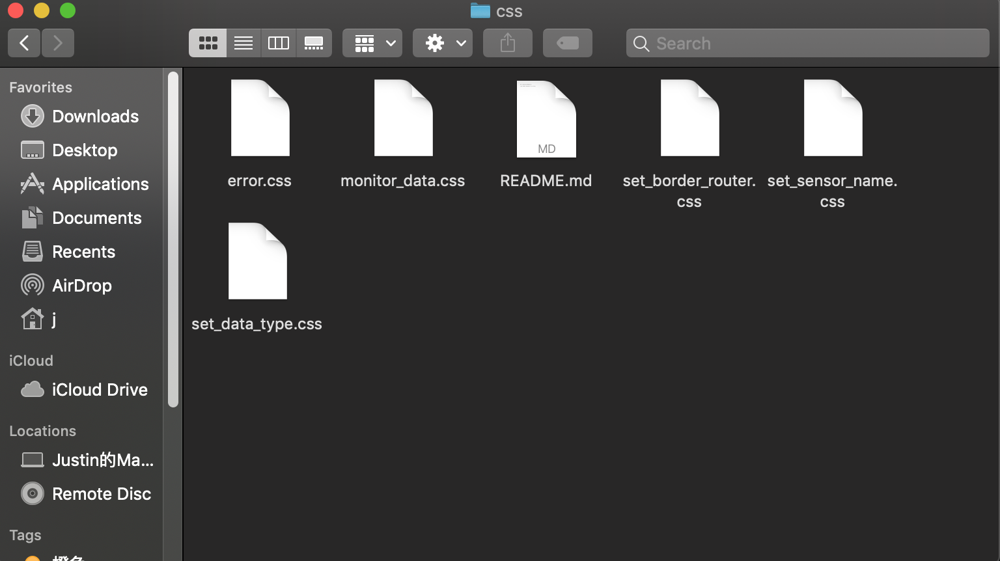 css
Search
Favorites
Downloads
Desktop
Applications
Documents
Recents
AirDrop
j
iCloud
iCloud Drive
Locations
Justin的Ma...
Remote Disc
Tags
error.css
monitor_data.css
MD
README.md
set_border_router.
css
set_sensor_name.
css
set_data_type.css